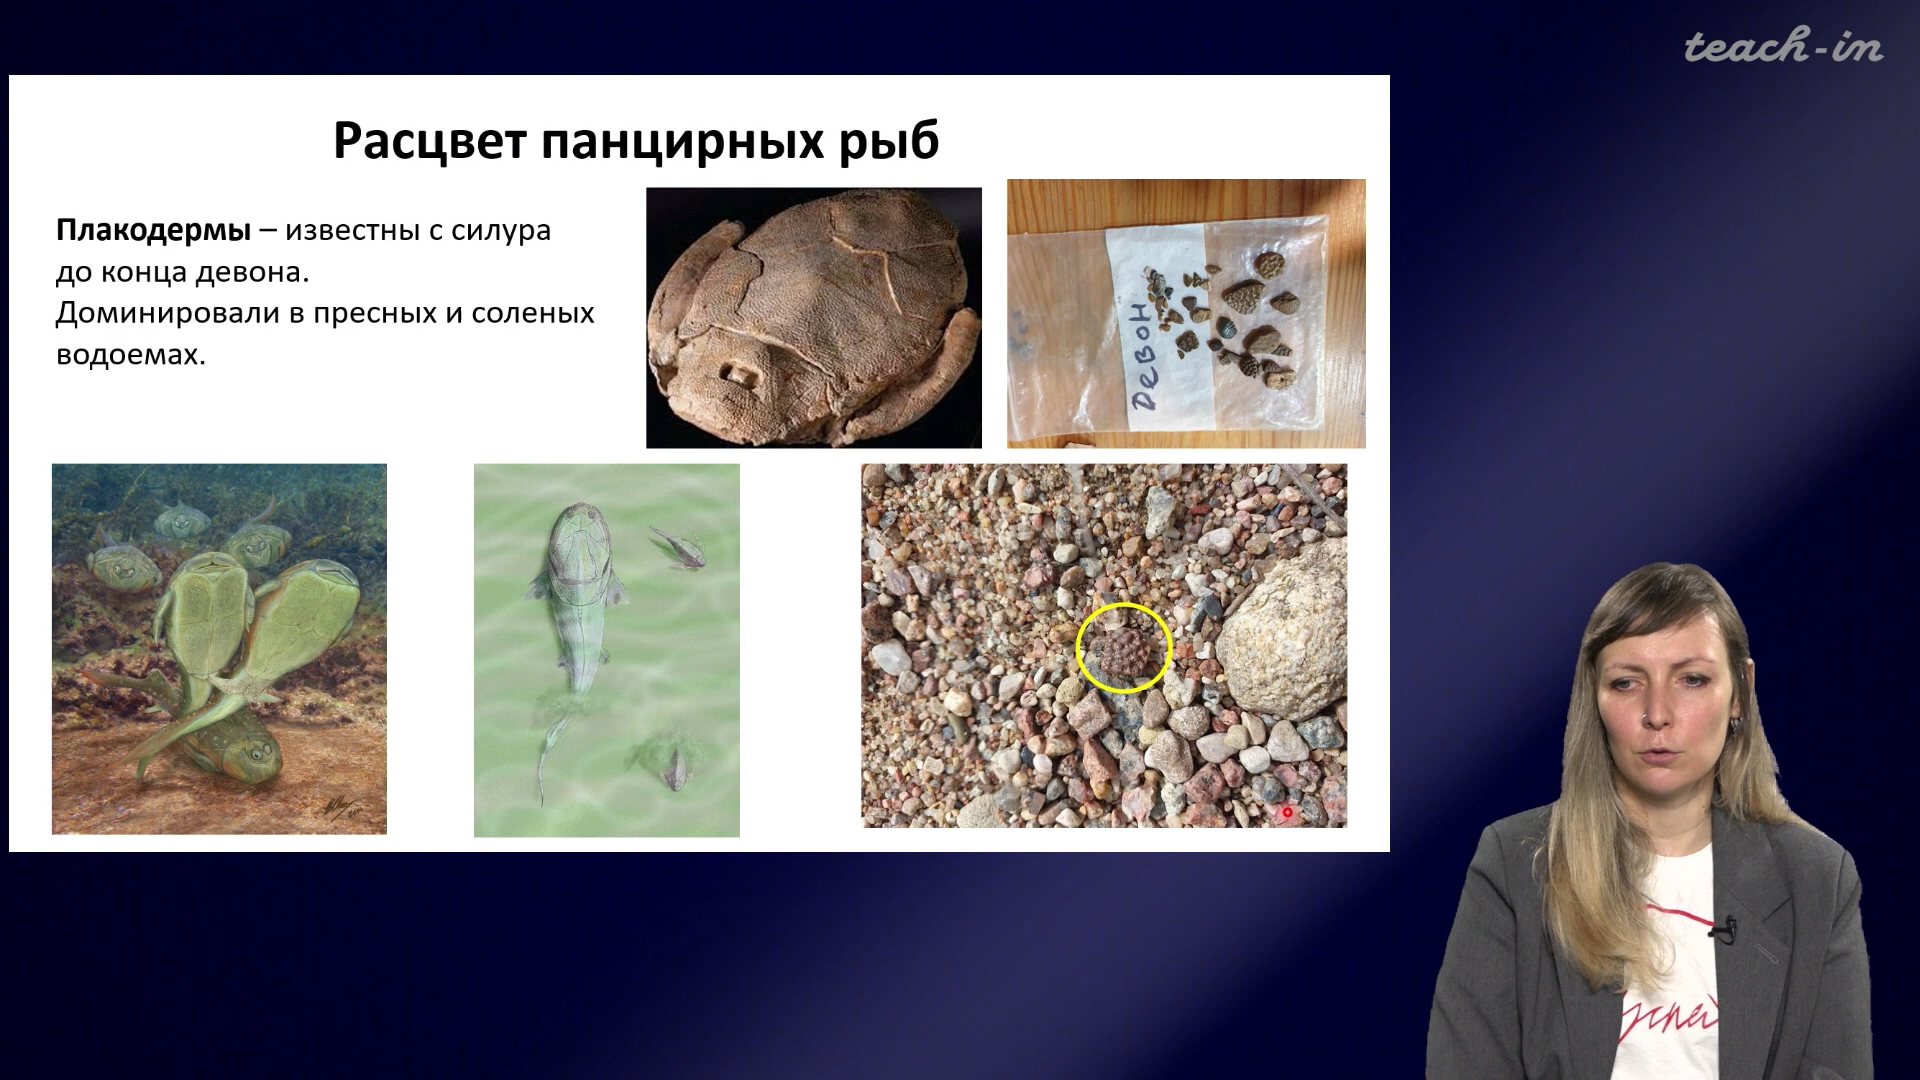 teach-in
Расцвет панцирных рыб
Плакодермы – известны с силура
до конца девона.
Доминировали в пресных и соленых
водоемах.
Девон